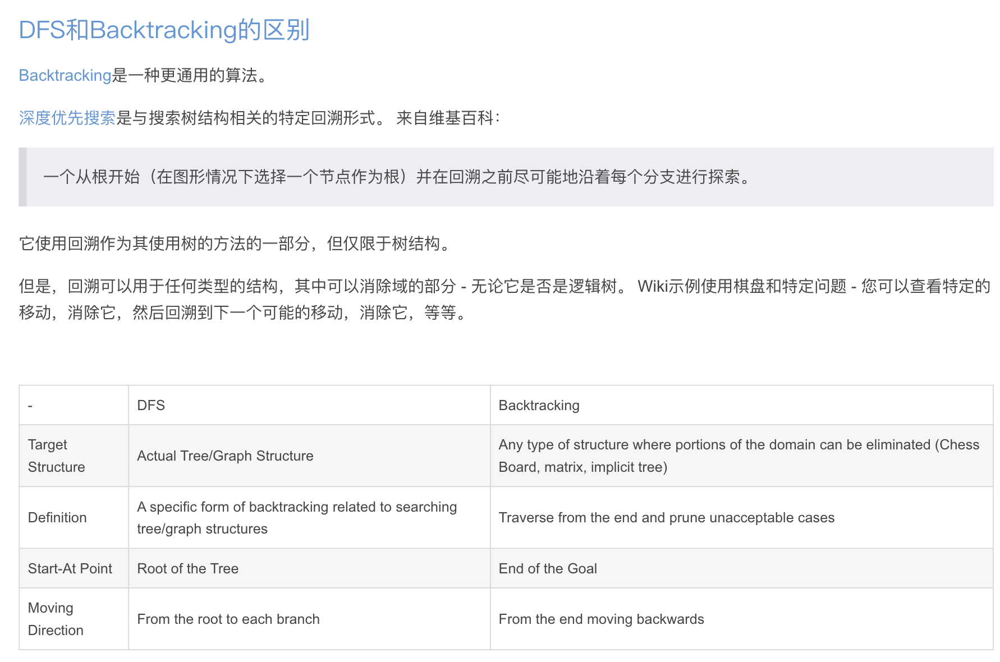 DFS和Backtracking的区别
Backtracking是一种更通用的算法。
深度优先搜索是与搜索树结构相关的特定回溯形式。 来自维基百科：
一个从根开始（在图形情况下选择一个节点作为根）并在回溯之前尽可能地沿着每个分支进行探索。
它使用回溯作为其使用树的方法的一部分，但仅限于树结构。
但是，回溯可以用于任何类型的结构，其中可以消除域的部分 - 无论它是否是逻辑树。 Wiki示例使用棋盘和特定问题 - 您可以查看特定的
移动，消除它，然后回溯到下一个可能的移动，消除它，等等。
-
DFS
Backtracking
Target
Structure
Actual Tree/Graph Structure
Any type of structure where portions of the domain can be eliminated (Chess
Board, matrix, implicit tree)
Definition
A specific form of backtracking related to searching
tree/graph structures
Traverse from the end and prune unacceptable cases
Start-At Point
Root of the Tree
End of the Goal
Moving
Direction
From the root to each branch
From the end moving backwards